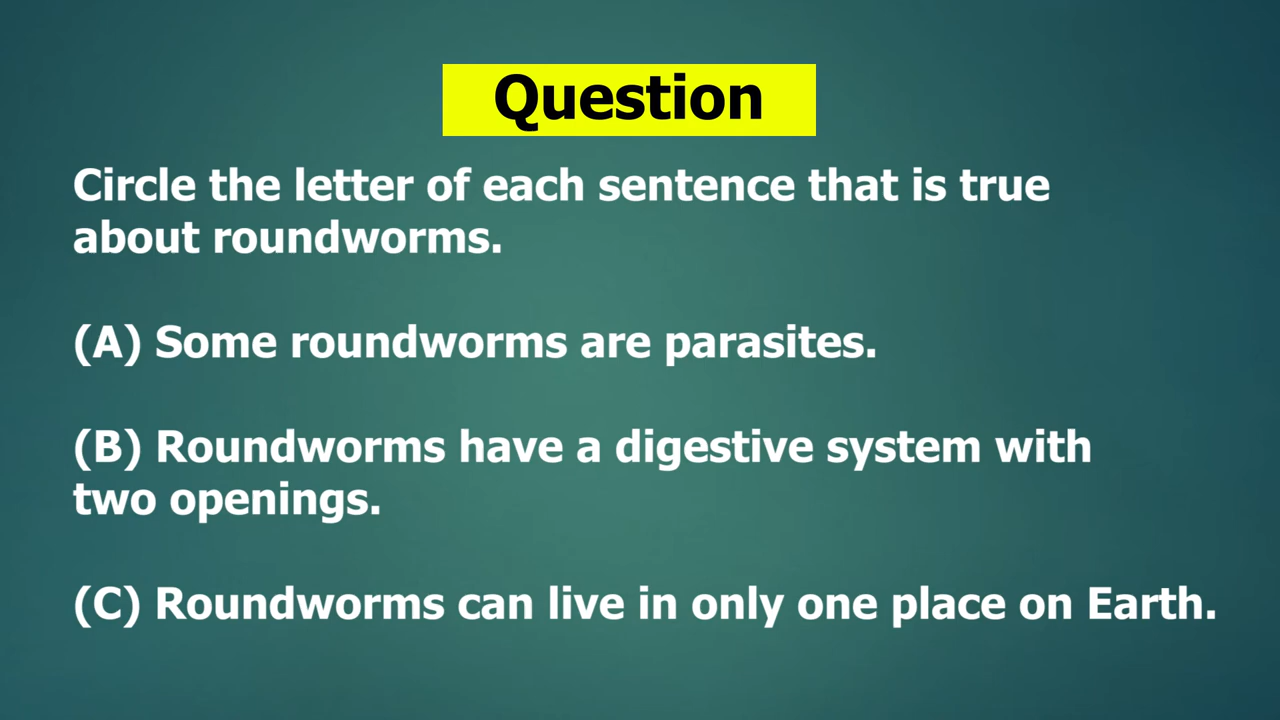 Question
Circle the letter of each sentence that is true
about roundworms.
(A) Some roundworms are parasites.
(B) Roundworms have a digestive system with
two openings.
(C) Roundworms can live in only one place on Earth.